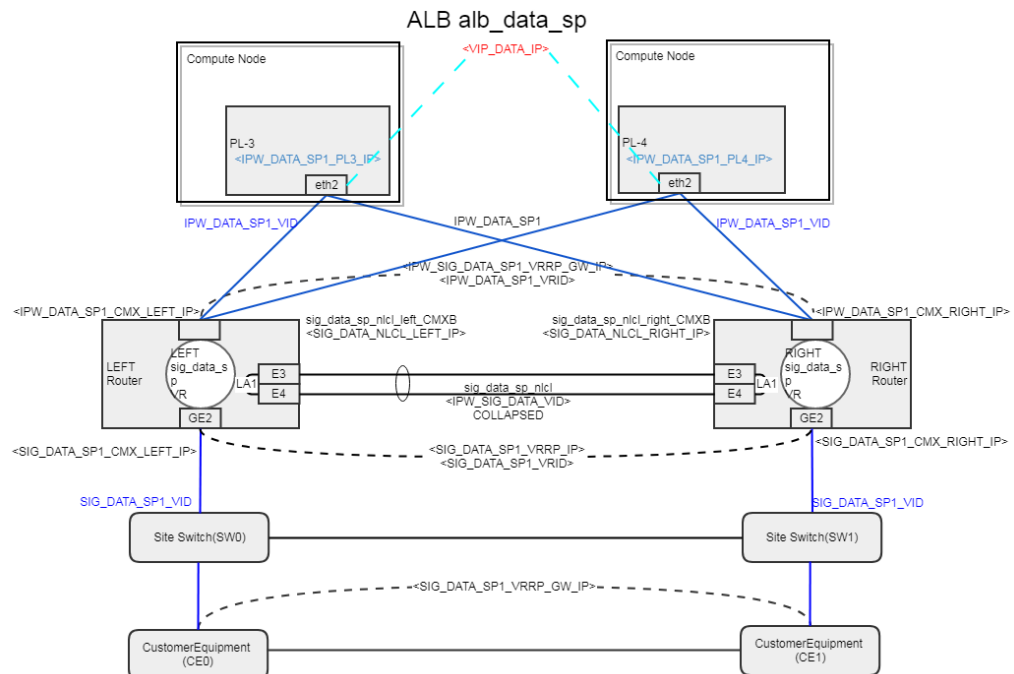 ALB alb_data_sp
<VIP_DATA_IP>
Compute Node
Compute Node
PL-3
<IPW_DATA_SP1_PL3_IP>
eth2
PL-4
<IPW_DATA_SP1_PL4_IP>
eth2
IPW_DATA_SP1_VID
IPW_DATA_SP1
IPW_DATA_SP1_VID
<IPW_SIG_DATA_SP1_VRRP_GW_IP>
<IPW_DATA_SP1_VRID>
<IPW_DATA_SP1_CMX_LEFT_IP>
<IPW_DATA_SP1_CMX_RIGHT_IP>
sig_data_sp_nlcl_left_CMXB
<SIG_DATA_NLCL_LEFT_IP>
sig_data_sp_nlcl_right_CMXB
<SIG_DATA_NLCL_RIGHT_IP>
LEFT
Router
LEFT
sig_data_s
p
VR
LA1
E3
E4
GE2
sig_data_sp_nlcl
<IPW_SIG_DATA_VID>
COLLAPSED
E3
E4
LA1
RIGHT
sig_data_s
p
VR
GE2
RIGHT
Router
<SIG_DATA_SP1_CMX_LEFT_IP>
<SIG_DATA_SP1_VRRP_IP>
<SIG_DATA_SP1_VRID>
<SIG_DATA_SP1_CMX_RIGHT_IP>
SIG_DATA_SP1_VID
SIG_DATA_SP1_VID
Site Switch(SW0)
Site Switch(SW1)
<SIG_DATA_SP1_VRRP_GW_IP>
CustomerEquipment
(CE0)
CustomerEquipment
(CE1)